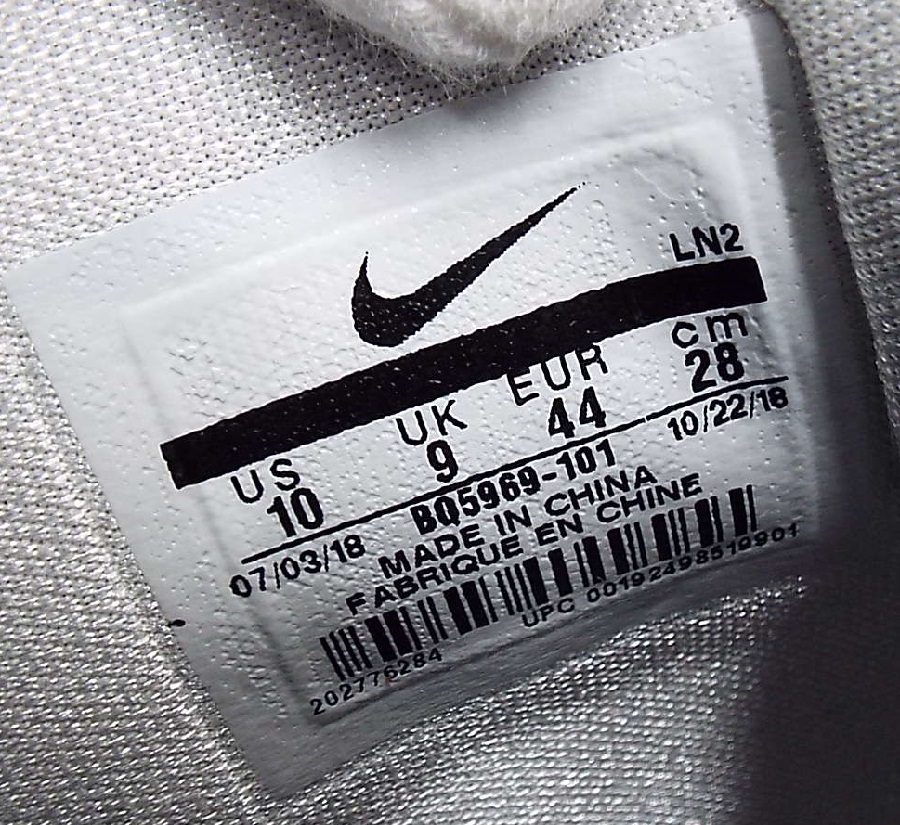 LN2
US UK EUR cm
10 9 44 28
07/03/18 BQ5969-101 10/22/18
MADE IN CHINA
FABRIQUE EN CHINE
202776284 UPC 00192498519901